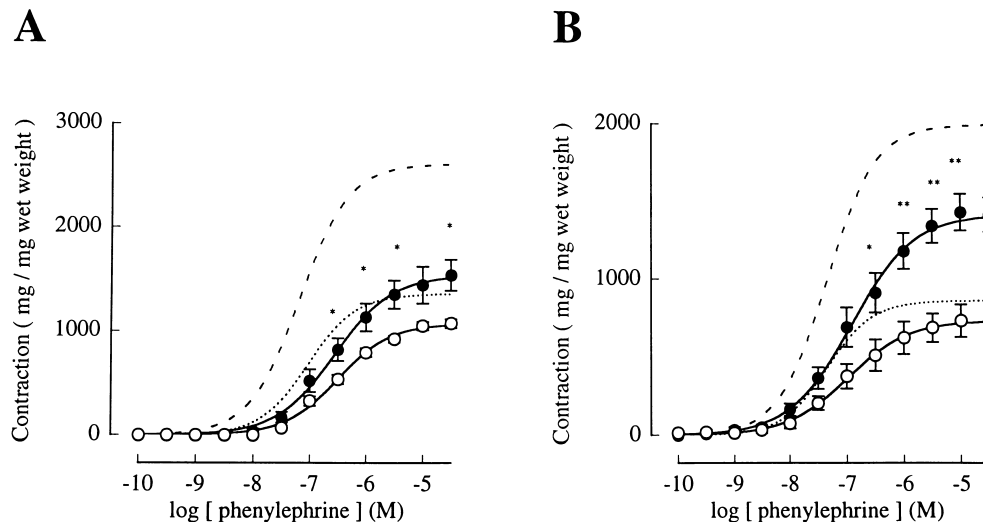 A
B
Contraction ( mg / mg wet weight )
3000
2000
1000
0
-10 -9 -8 -7 -6 -5
log [ phenylephrine ] (M)
* * * *
Contraction ( mg / mg wet weight )
2000
1000
0
-10 -9 -8 -7 -6 -5
log [ phenylephrine ] (M)
* ** ** **